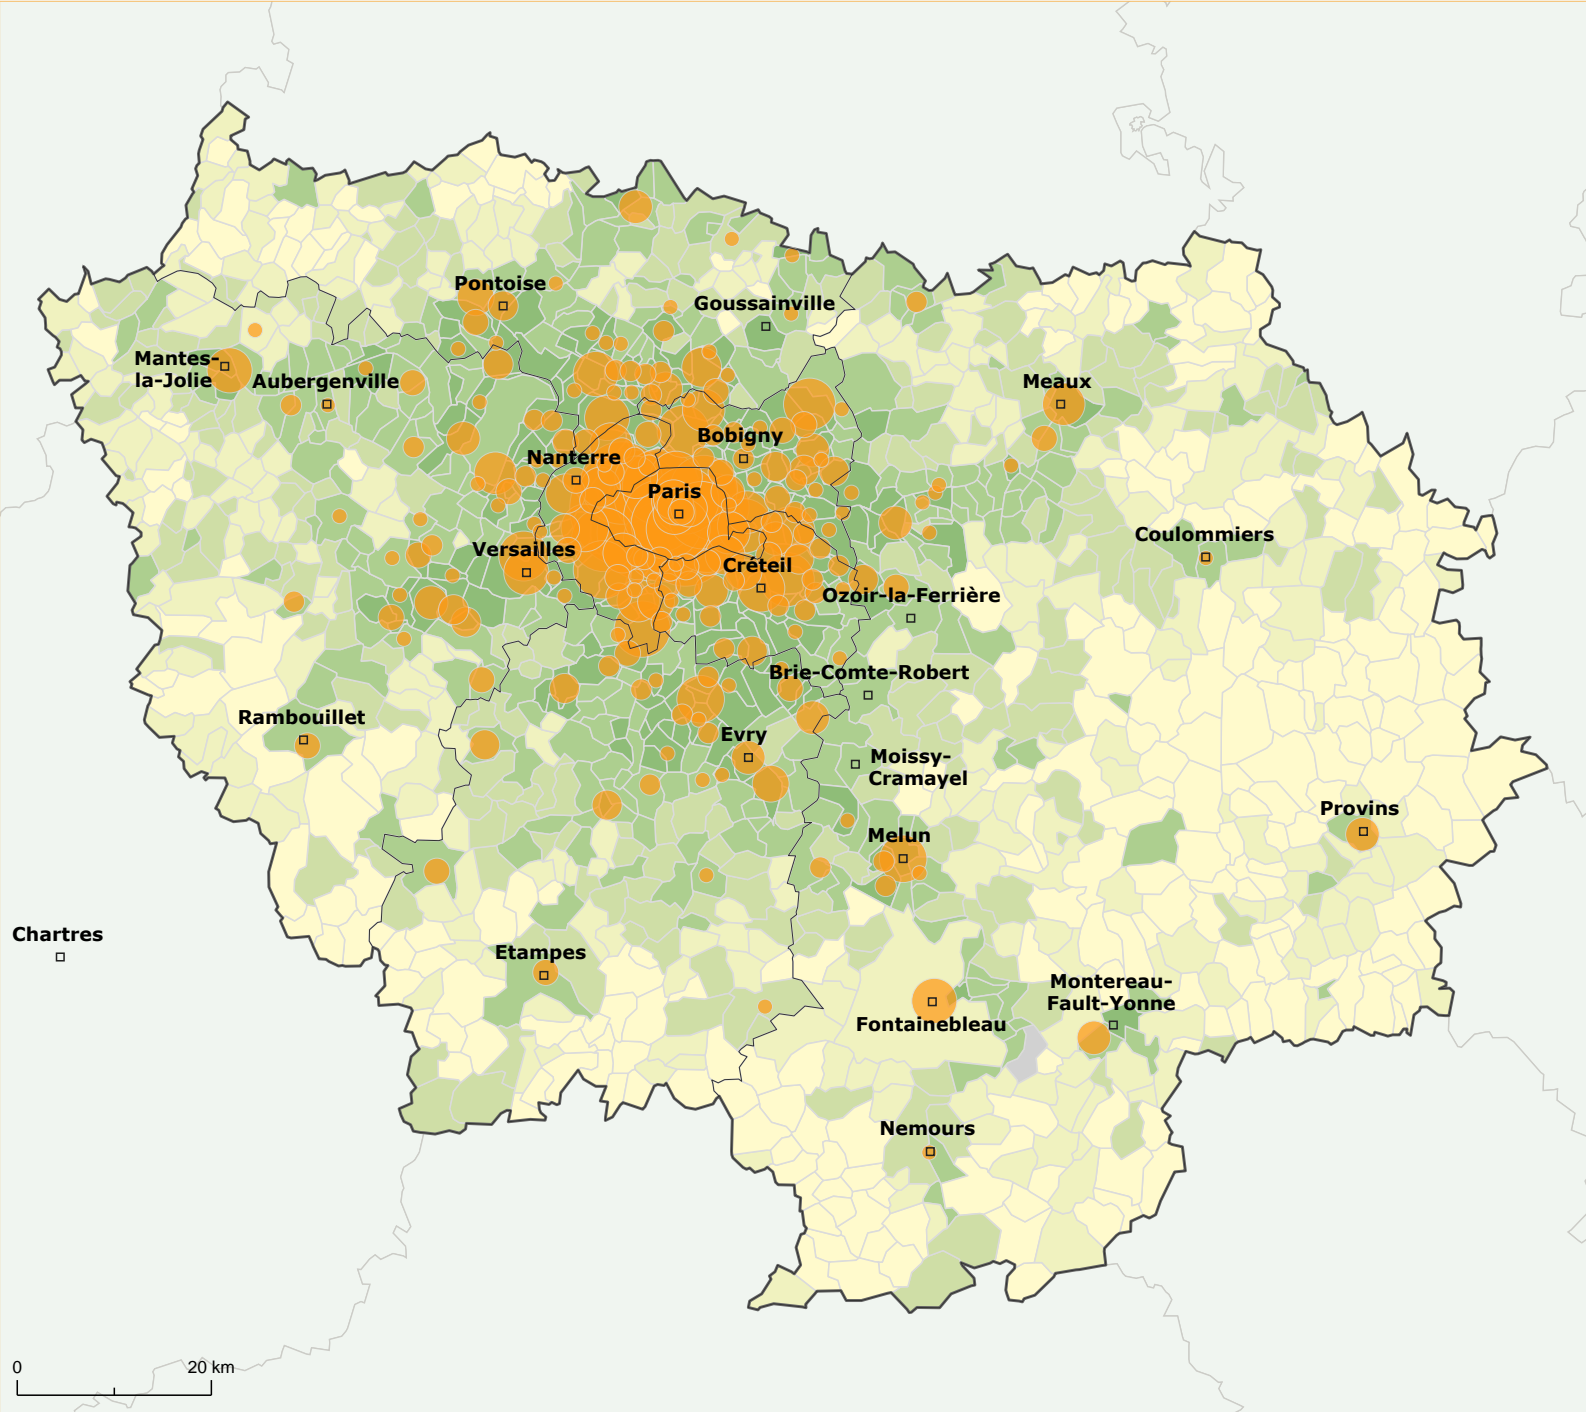 Pontoise
Goussainville
Mantes-
la-Jolie
Aubergenville
Meaux
Bobigny
Nanterre
Paris
Coulommiers
Versailles
Créteil
Ozoir-la-Ferrière
Brie-Comte-Robert
Rambouillet
Evry
Moissy-
Cramayel
Provins
Melun
Chartres
Etampes
Montereau-
Fault-Yonne
Fontainebleau
Nemours
0 20 km